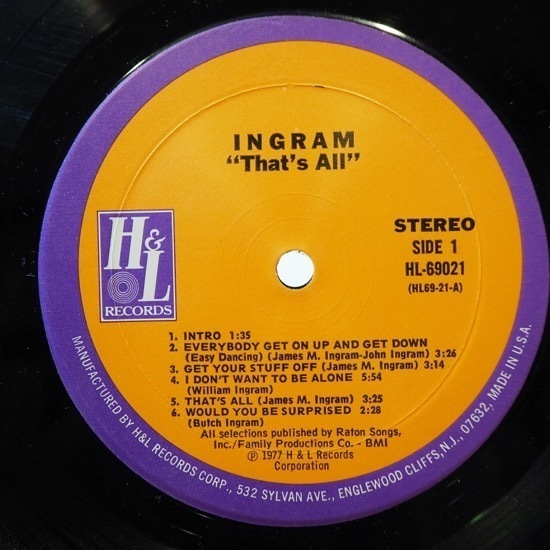 INGRAM
“That's All”
STEREO
SIDE 1
HL-69021
(HL69-21-A)
H&L
RECORDS
1. INTRO 1:35
2. EVERYBODY GET ON UP AND GET DOWN
(Easy Dancing) (James M. Ingram-John Ingram) 3:26
3. GET YOUR STUFF OFF (James M. Ingram) 3:14
4. I DON'T WANT TO BE ALONE 5:54
(William Ingram)
5. THAT'S ALL (James M. Ingram) 3:25
6. WOULD YOU BE SURPRISED 2:28
(Butch Ingram)
All selections published by Raton Songs,
Inc./Family Productions Co. - BMI
℗ 1977 H & L Records
Corporation
MANUFACTURED BY H&L RECORDS CORP., 532 SYLVAN AVE., ENGLEWOOD CLIFFS, N.J., 07632, MADE IN U.S.A.